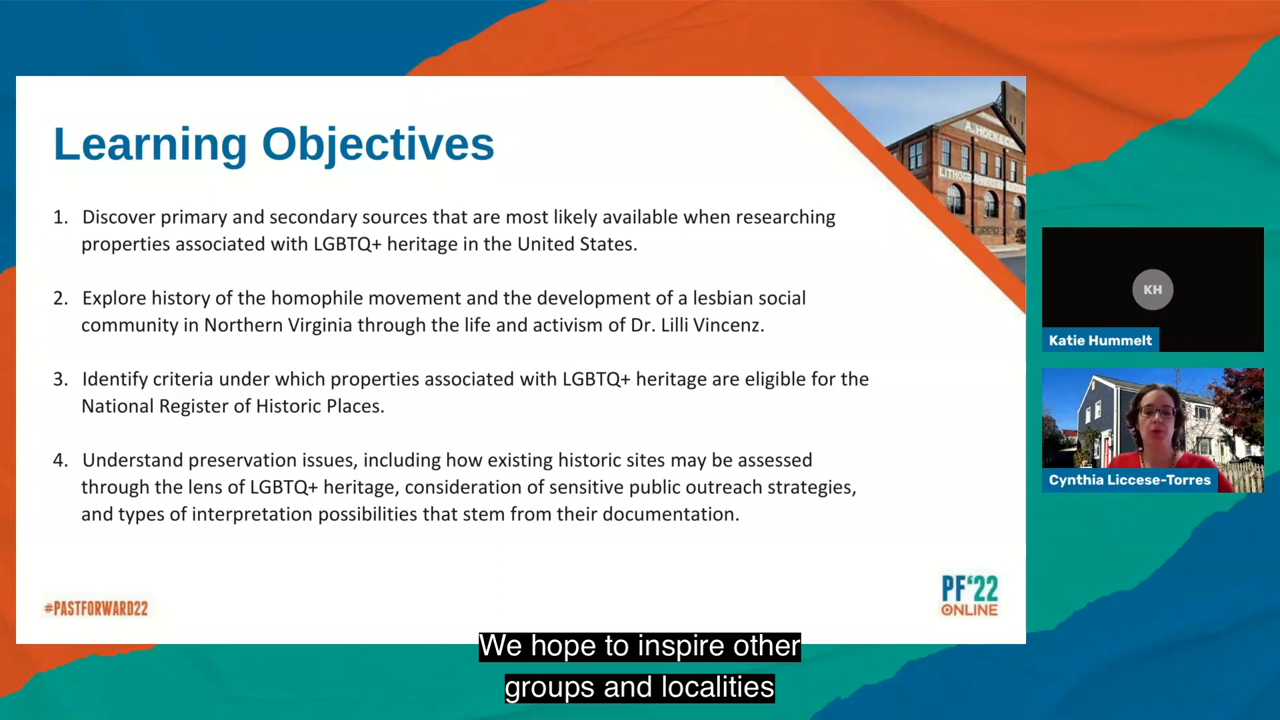 Learning Objectives
1. Discover primary and secondary sources that are most likely available when researching
properties associated with LGBTQ+ heritage in the United States.
2. Explore history of the homophile movement and the development of a lesbian social
community in Northern Virginia through the life and activism of Dr. Lilli Vincenz.
3. Identify criteria under which properties associated with LGBTQ+ heritage are eligible for the
National Register of Historic Places.
4. Understand preservation issues, including how existing historic sites may be assessed
through the lens of LGBTQ+ heritage, consideration of sensitive public outreach strategies,
and types of interpretation possibilities that stem from their documentation.
#PASTFORWARD22
PF'22
ONLINE
A. HOEN & CO.
KH
Katie Hummelt
Cynthia Liccese-Torres
We hope to inspire other
groups and localities